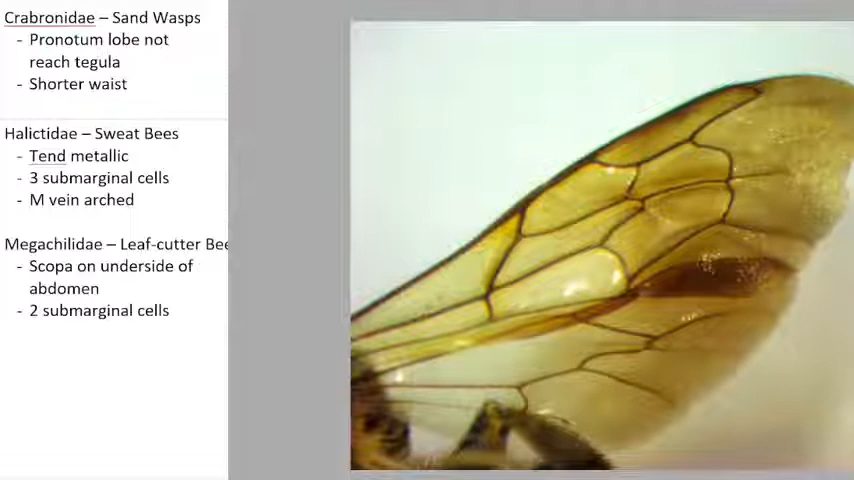 Crabronidae – Sand Wasps
- Pronotum lobe not
reach tegula
- Shorter waist
Halictidae – Sweat Bees
- Tend metallic
- 3 submarginal cells
- M vein arched
Megachilidae – Leaf-cutter Bee
- Scopa on underside of
abdomen
- 2 submarginal cells